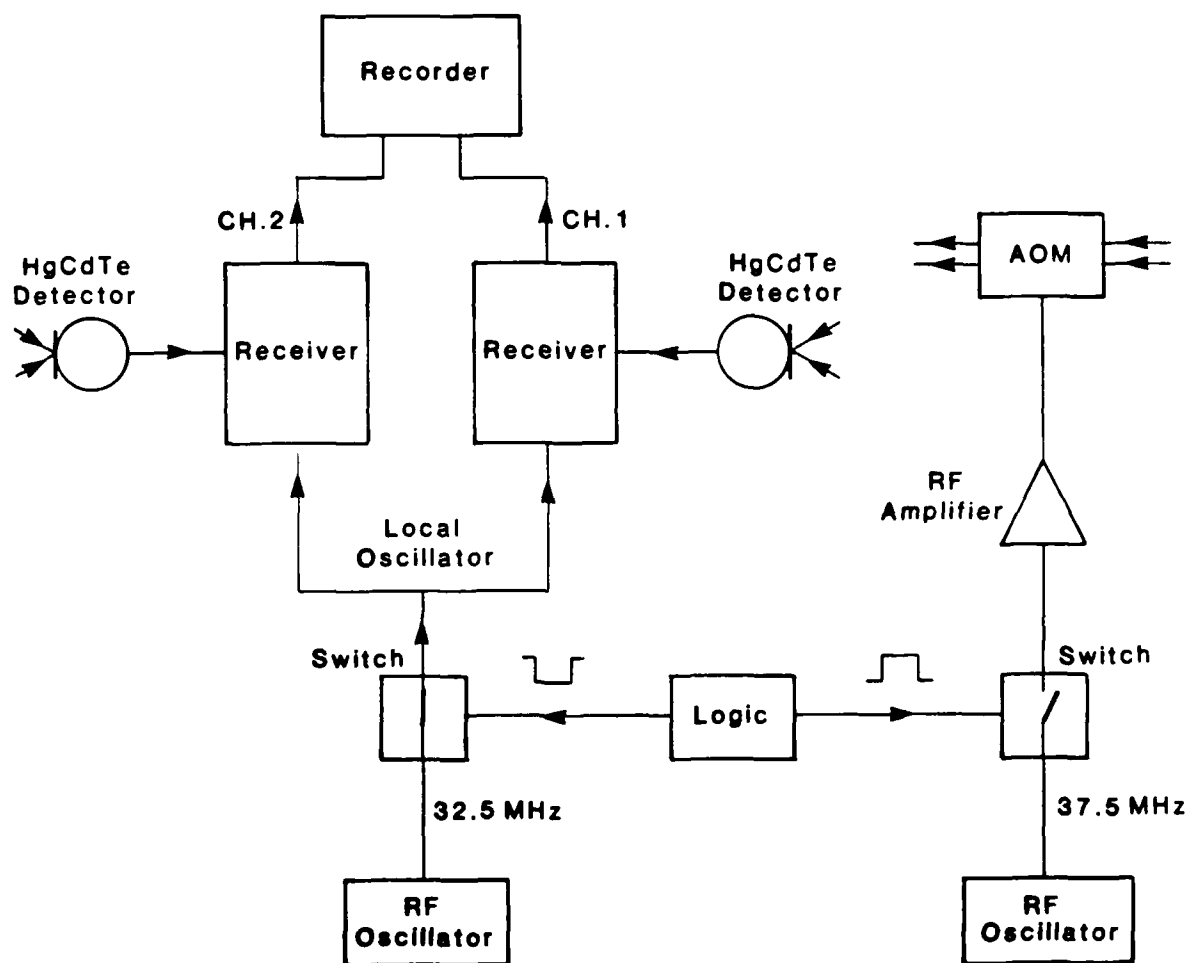 Recorder
CH.2
CH.1
HgCdTe
Detector
HgCdTe
Detector
AOM
Receiver
Receiver
RF
Amplifier
Local
Oscillator
Switch
Switch
Logic
32.5 MHz
37.5 MHz
RF
Oscillator
RF
Oscillator